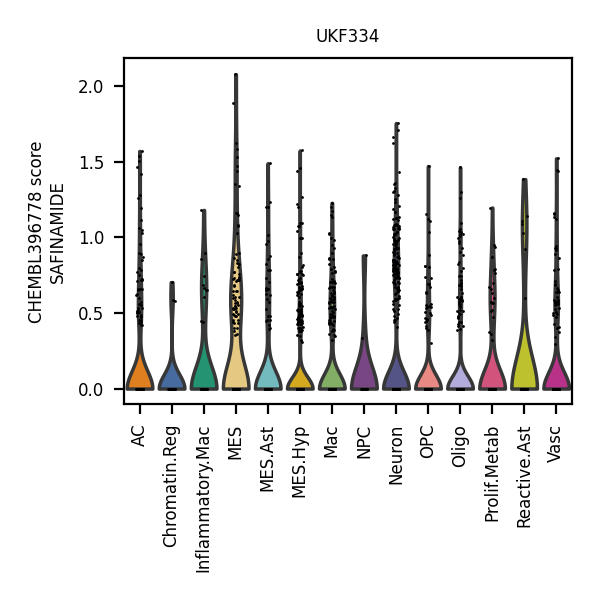 UKF334
CHEMBL396778 score
SAFINAMIDE
2.0
1.5
1.0
0.5
0.0
AC
Chromatin.Reg
Inflammatory.Mac
MES
MES.Ast
MES.Hyp
Mac
NPC
Neuron
OPC
Oligo
Prolif.Metab
Reactive.Ast
Vasc